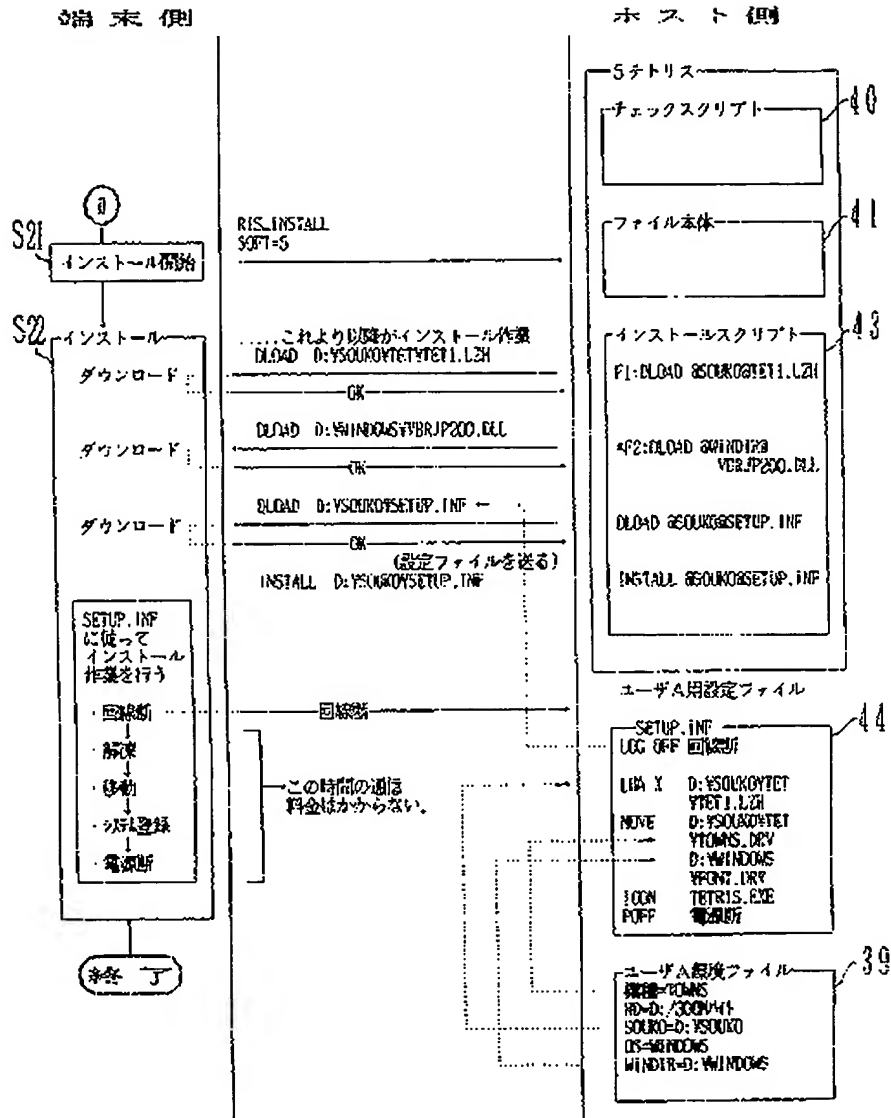 端末側
ホスト側
5テトリス
40
チェックスクリプト
41
ファイル本体
S21
インストール開始
RIS_INSTALL
SOFT=5
S22
インストール
.....これより以降がインストール作業
43
インストールスクリプト
DLOAD D:¥SOUKO¥TET¥TET1.LZH
F1:DLOAD @SOUKO@TET1.LZH
ダウンロード
OK
DLOAD D:¥WINDOWS¥VBRJP200.DLL
*F2:DLOAD @WINDIR@
VBRJP200.DLL
ダウンロード
OK
DLOAD D:¥SOUKO¥SETUP.INF ←
DLOAD @SOUKO@SETUP.INF
ダウンロード
OK
(設定ファイルを送る)
INSTALL D:¥SOUKO¥SETUP.INF
INSTALL @SOUKO@SETUP.INF
SETUP.INF
に従って
インストール
作業を行う
・回線断
回線断
・解凍
・移動
・システム登録
・電源断
この時間の通信
料金はかからない。
終了
ユーザA用設定ファイル
44
SETUP.INF
LOG OFF 回線断
LHA X D:¥SOUKO¥TET
¥TET1.LZH
MOVE D:¥SOUKO¥TET
¥TOWNS.DRV
D:¥WINDOWS
¥FONT.DRV
ICON TETRIS.EXE
POFF 電源断
39
ユーザA環境ファイル
機種=TOWNS
HD=D:/300Mバイト
SOUKO=D:¥SOUKO
OS=WINDOWS
WINDIR=D:¥WINDOWS